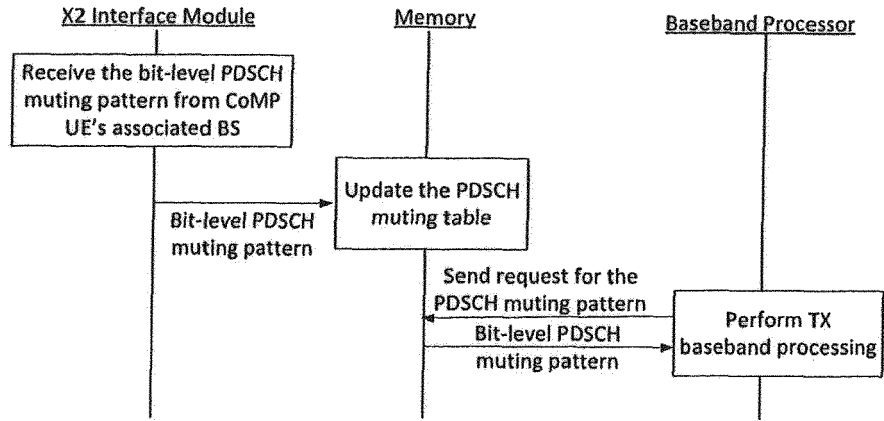 X2 Interface Module
Memory
Baseband Processor
Receive the bit-level PDSCH
muting pattern from CoMP
UE's associated BS
Update the PDSCH
muting table
Bit-level PDSCH
muting pattern
Send request for the
PDSCH muting pattern
Perform TX
baseband processing
Bit-level PDSCH
muting pattern